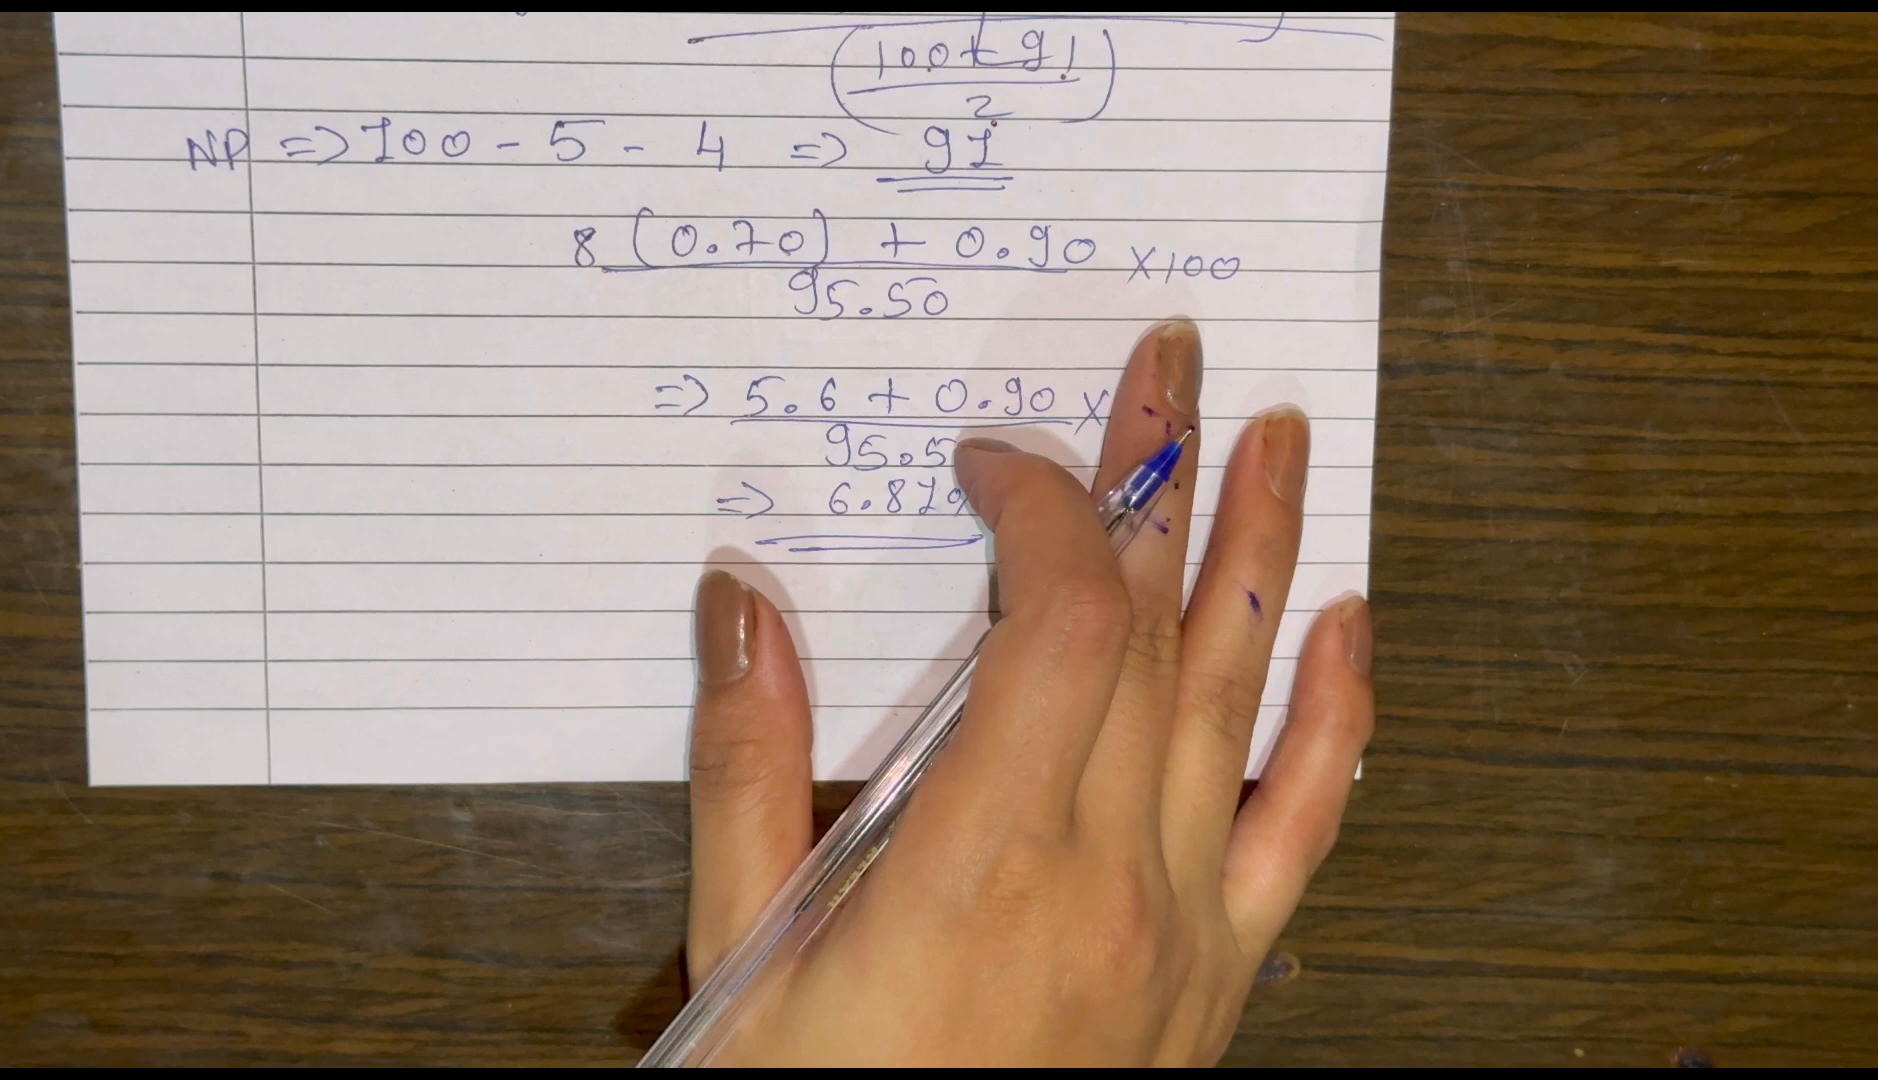 100 + 91
2
NP => 100 - 5 - 4 => 91
8 (0.70) + 0.90 × 100
95.50
=> 5.6 + 0.90 ×
95.5
=> 6.81%